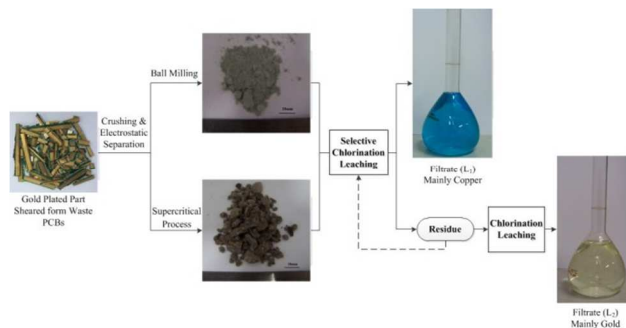 Ball Milling
Crushing &
Electrostatic
Separation
Gold Plated Part
Sheared form Waste
PCBs
Supercritical
Process
Selective
Chlorination
Leaching
Filtrate (L₁)
Mainly Copper
Residue
Chlorination
Leaching
Filtrate (L₂)
Mainly Gold